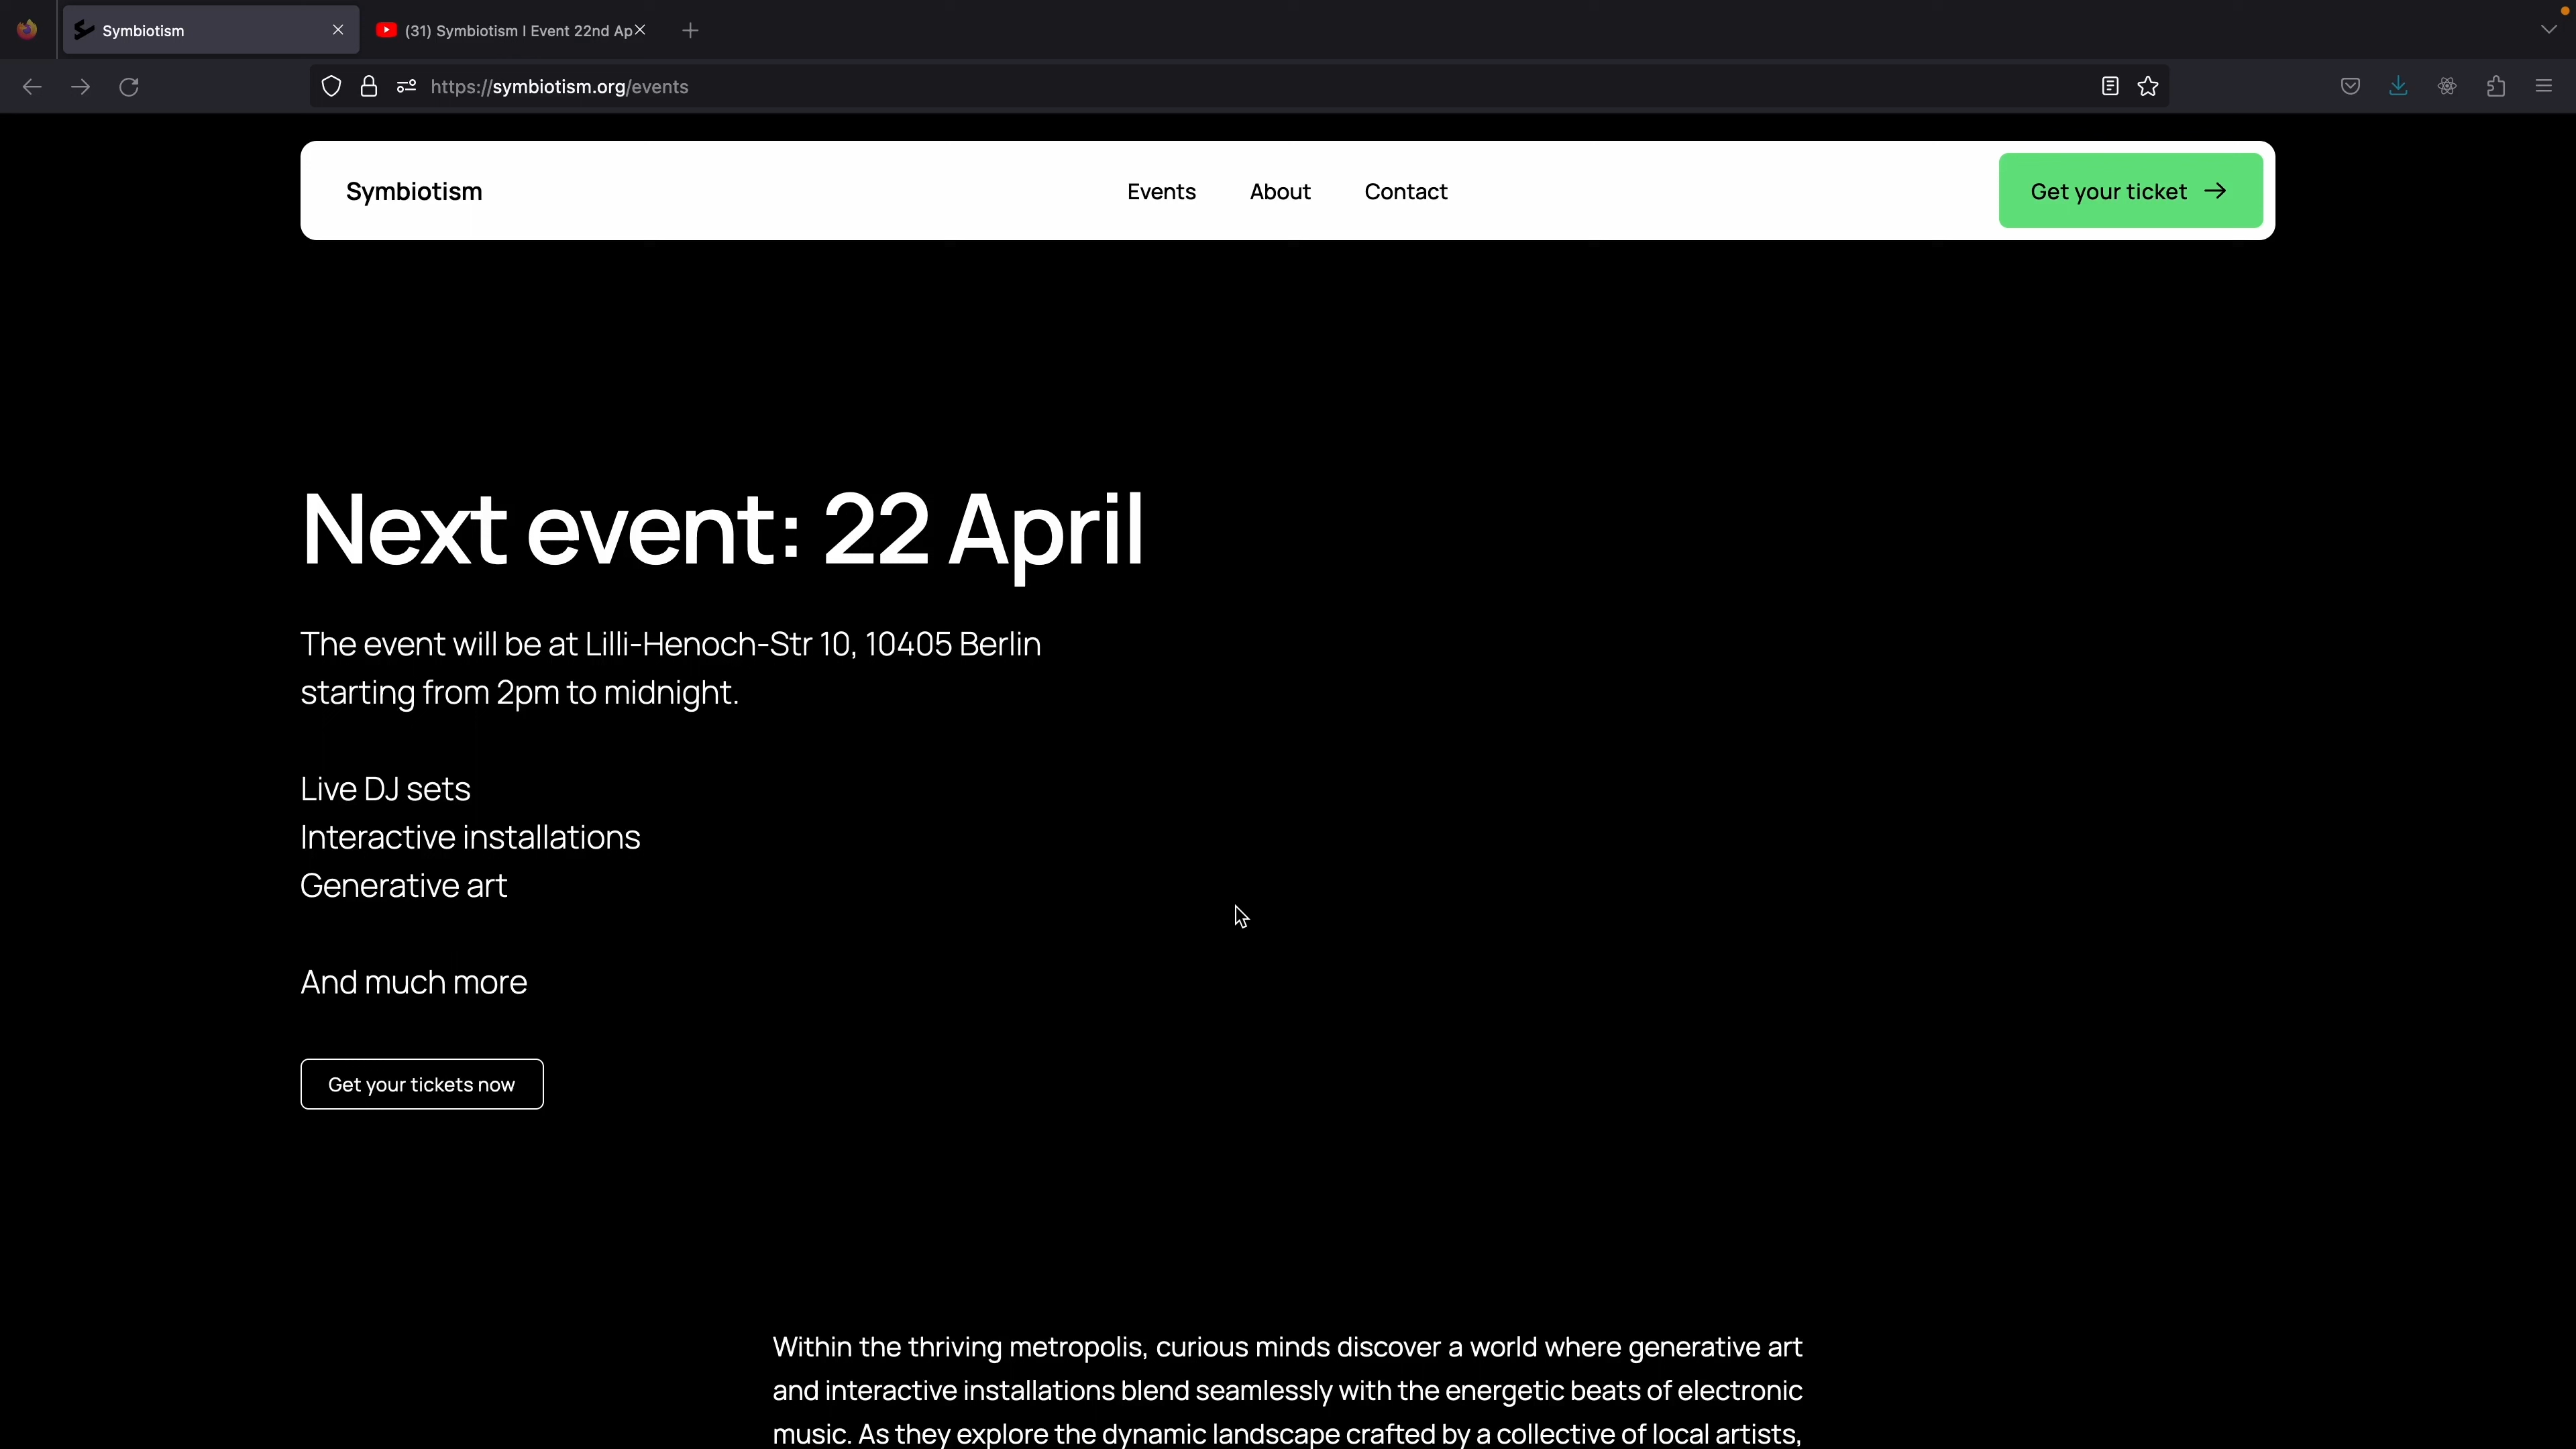 Symbiotism
(31) Symbiotism I Event 22nd Ap
https://symbiotism.org/events
Symbiotism
Events
About
Contact
Get your ticket
Next event: 22 April
The event will be at Lilli-Henoch-Str 10, 10405 Berlin
starting from 2pm to midnight.
Live DJ sets
Interactive installations
Generative art
And much more
Get your tickets now
Within the thriving metropolis, curious minds discover a world where generative art
and interactive installations blend seamlessly with the energetic beats of electronic
music. As they explore the dynamic landscape crafted by a collective of local artists,